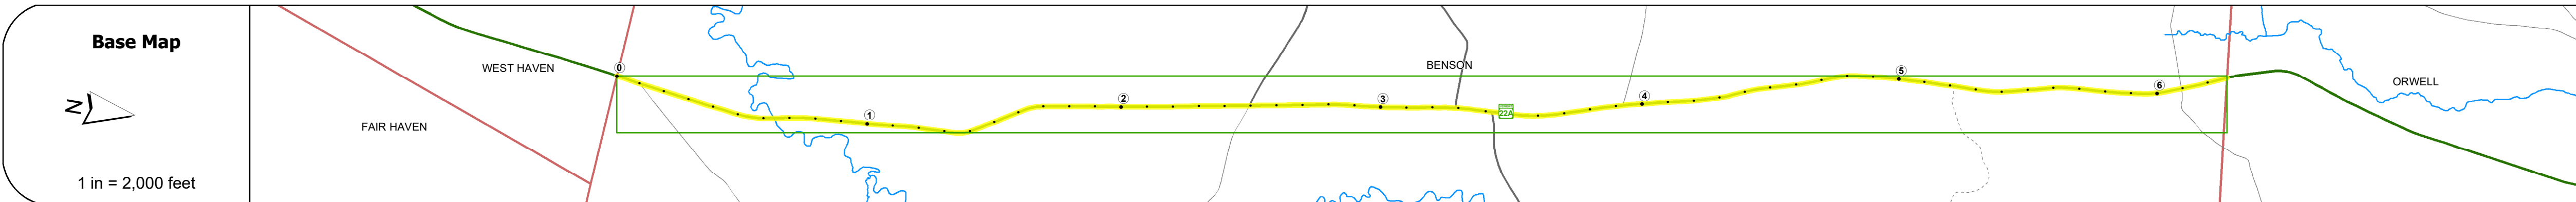 Base Map
N
1 in = 2,000 feet
WEST HAVEN
FAIR HAVEN
0
1
2
3
BENSON
22A
4
5
6
ORWELL